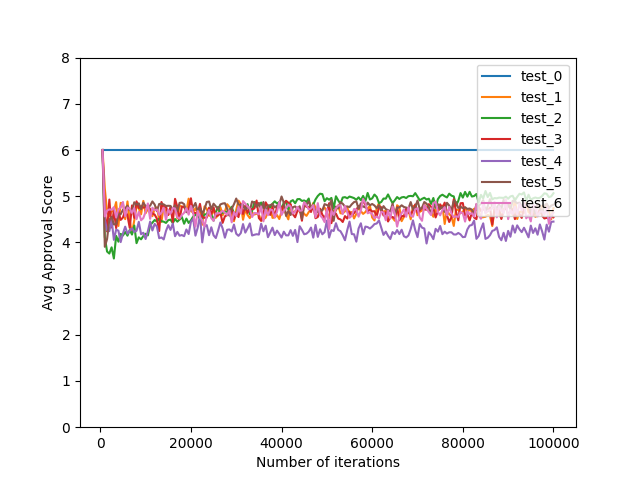 8
7
6
5
4
3
2
1
0
Avg Approval Score
0 20000 40000 60000 80000 100000
Number of iterations
test_0
test_1
test_2
test_3
test_4
test_5
test_6